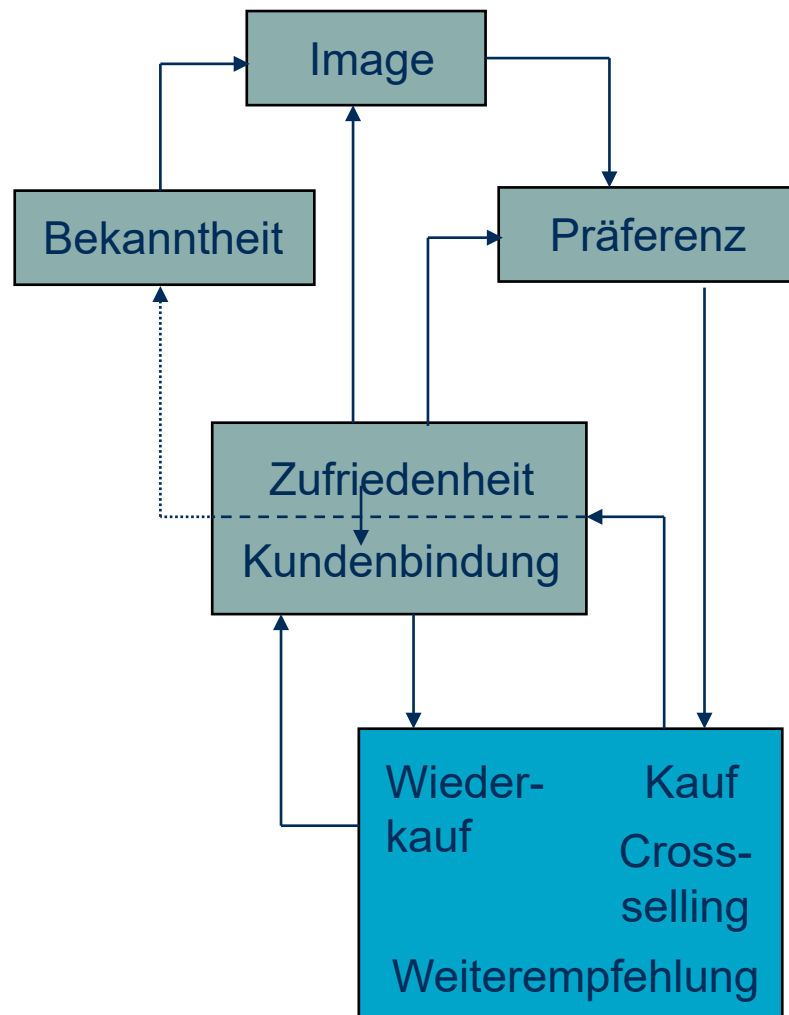 Image
Bekanntheit
Präferenz
Zufriedenheit
Kundenbindung
Wieder-
kauf
Kauf
Cross-
selling
Weiterempfehlung